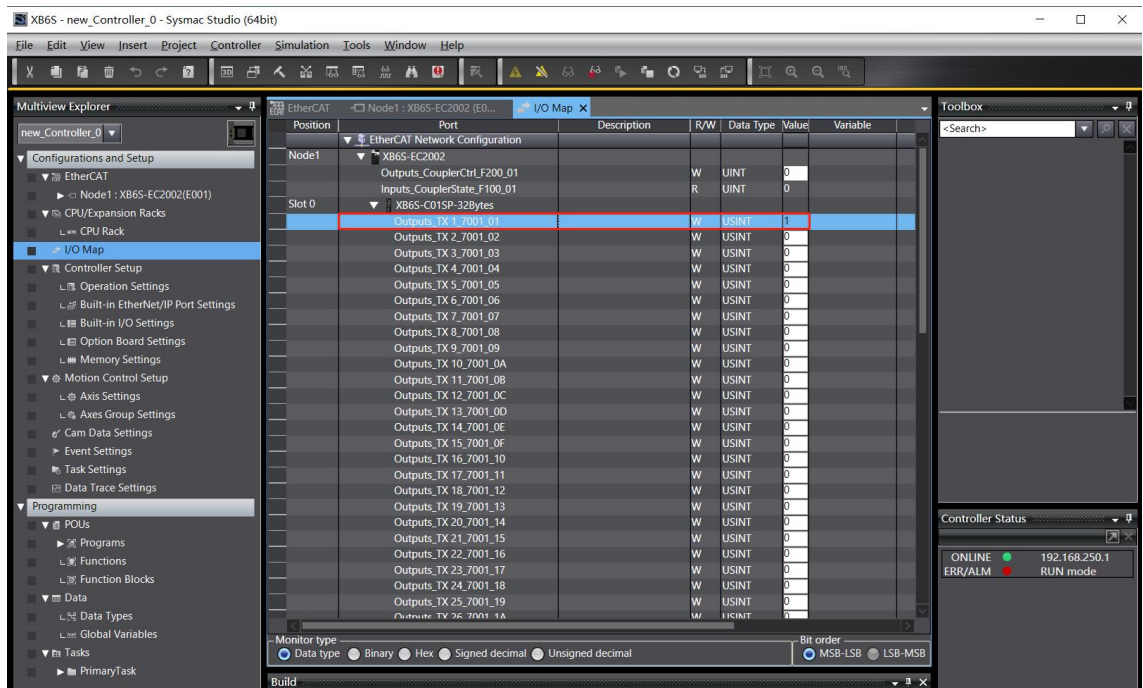 XB6S - new_Controller_0 - Sysmac Studio (64bit)
File Edit View Insert Project Controller Simulation Tools Window Help
Multiview Explorer
new_Controller_0
Configurations and Setup
EtherCAT
Node1 : XB6S-EC2002(E001)
CPU/Expansion Racks
CPU Rack
I/O Map
Controller Setup
Operation Settings
Built-in EtherNet/IP Port Settings
Built-in I/O Settings
Option Board Settings
Memory Settings
Motion Control Setup
Axis Settings
Axes Group Settings
Cam Data Settings
Event Settings
Task Settings
Data Trace Settings
Programming
POUs
Programs
Functions
Function Blocks
Data
Data Types
Global Variables
Tasks
PrimaryTask
EtherCAT Node1 : XB6S-EC2002 (E0... I/O Map
Position Port Description R/W Data Type Value Variable
EtherCAT Network Configuration
Node1 XB6S-EC2002
Outputs_CouplerCtrl_F200_01 W UINT 0
Inputs_CouplerState_F100_01 R UINT 0
Slot 0 XB6S-C01SP-32Bytes
Outputs_TX 1_7001_01 W USINT 1
Outputs_TX 2_7001_02 W USINT 0
Outputs_TX 3_7001_03 W USINT 0
Outputs_TX 4_7001_04 W USINT 0
Outputs_TX 5_7001_05 W USINT 0
Outputs_TX 6_7001_06 W USINT 0
Outputs_TX 7_7001_07 W USINT 0
Outputs_TX 8_7001_08 W USINT 0
Outputs_TX 9_7001_09 W USINT 0
Outputs_TX 10_7001_0A W USINT 0
Outputs_TX 11_7001_0B W USINT 0
Outputs_TX 12_7001_0C W USINT 0
Outputs_TX 13_7001_0D W USINT 0
Outputs_TX 14_7001_0E W USINT 0
Outputs_TX 15_7001_0F W USINT 0
Outputs_TX 16_7001_10 W USINT 0
Outputs_TX 17_7001_11 W USINT 0
Outputs_TX 18_7001_12 W USINT 0
Outputs_TX 19_7001_13 W USINT 0
Outputs_TX 20_7001_14 W USINT 0
Outputs_TX 21_7001_15 W USINT 0
Outputs_TX 22_7001_16 W USINT 0
Outputs_TX 23_7001_17 W USINT 0
Outputs_TX 24_7001_18 W USINT 0
Outputs_TX 25_7001_19 W USINT 0
Outputs_TX 26_7001_1A W USINT 0
Monitor type
Data type Binary Hex Signed decimal Unsigned decimal
Bit order
MSB-LSB LSB-MSB
Build
Toolbox
<Search>
Controller Status
ONLINE 192.168.250.1
ERR/ALM RUN mode